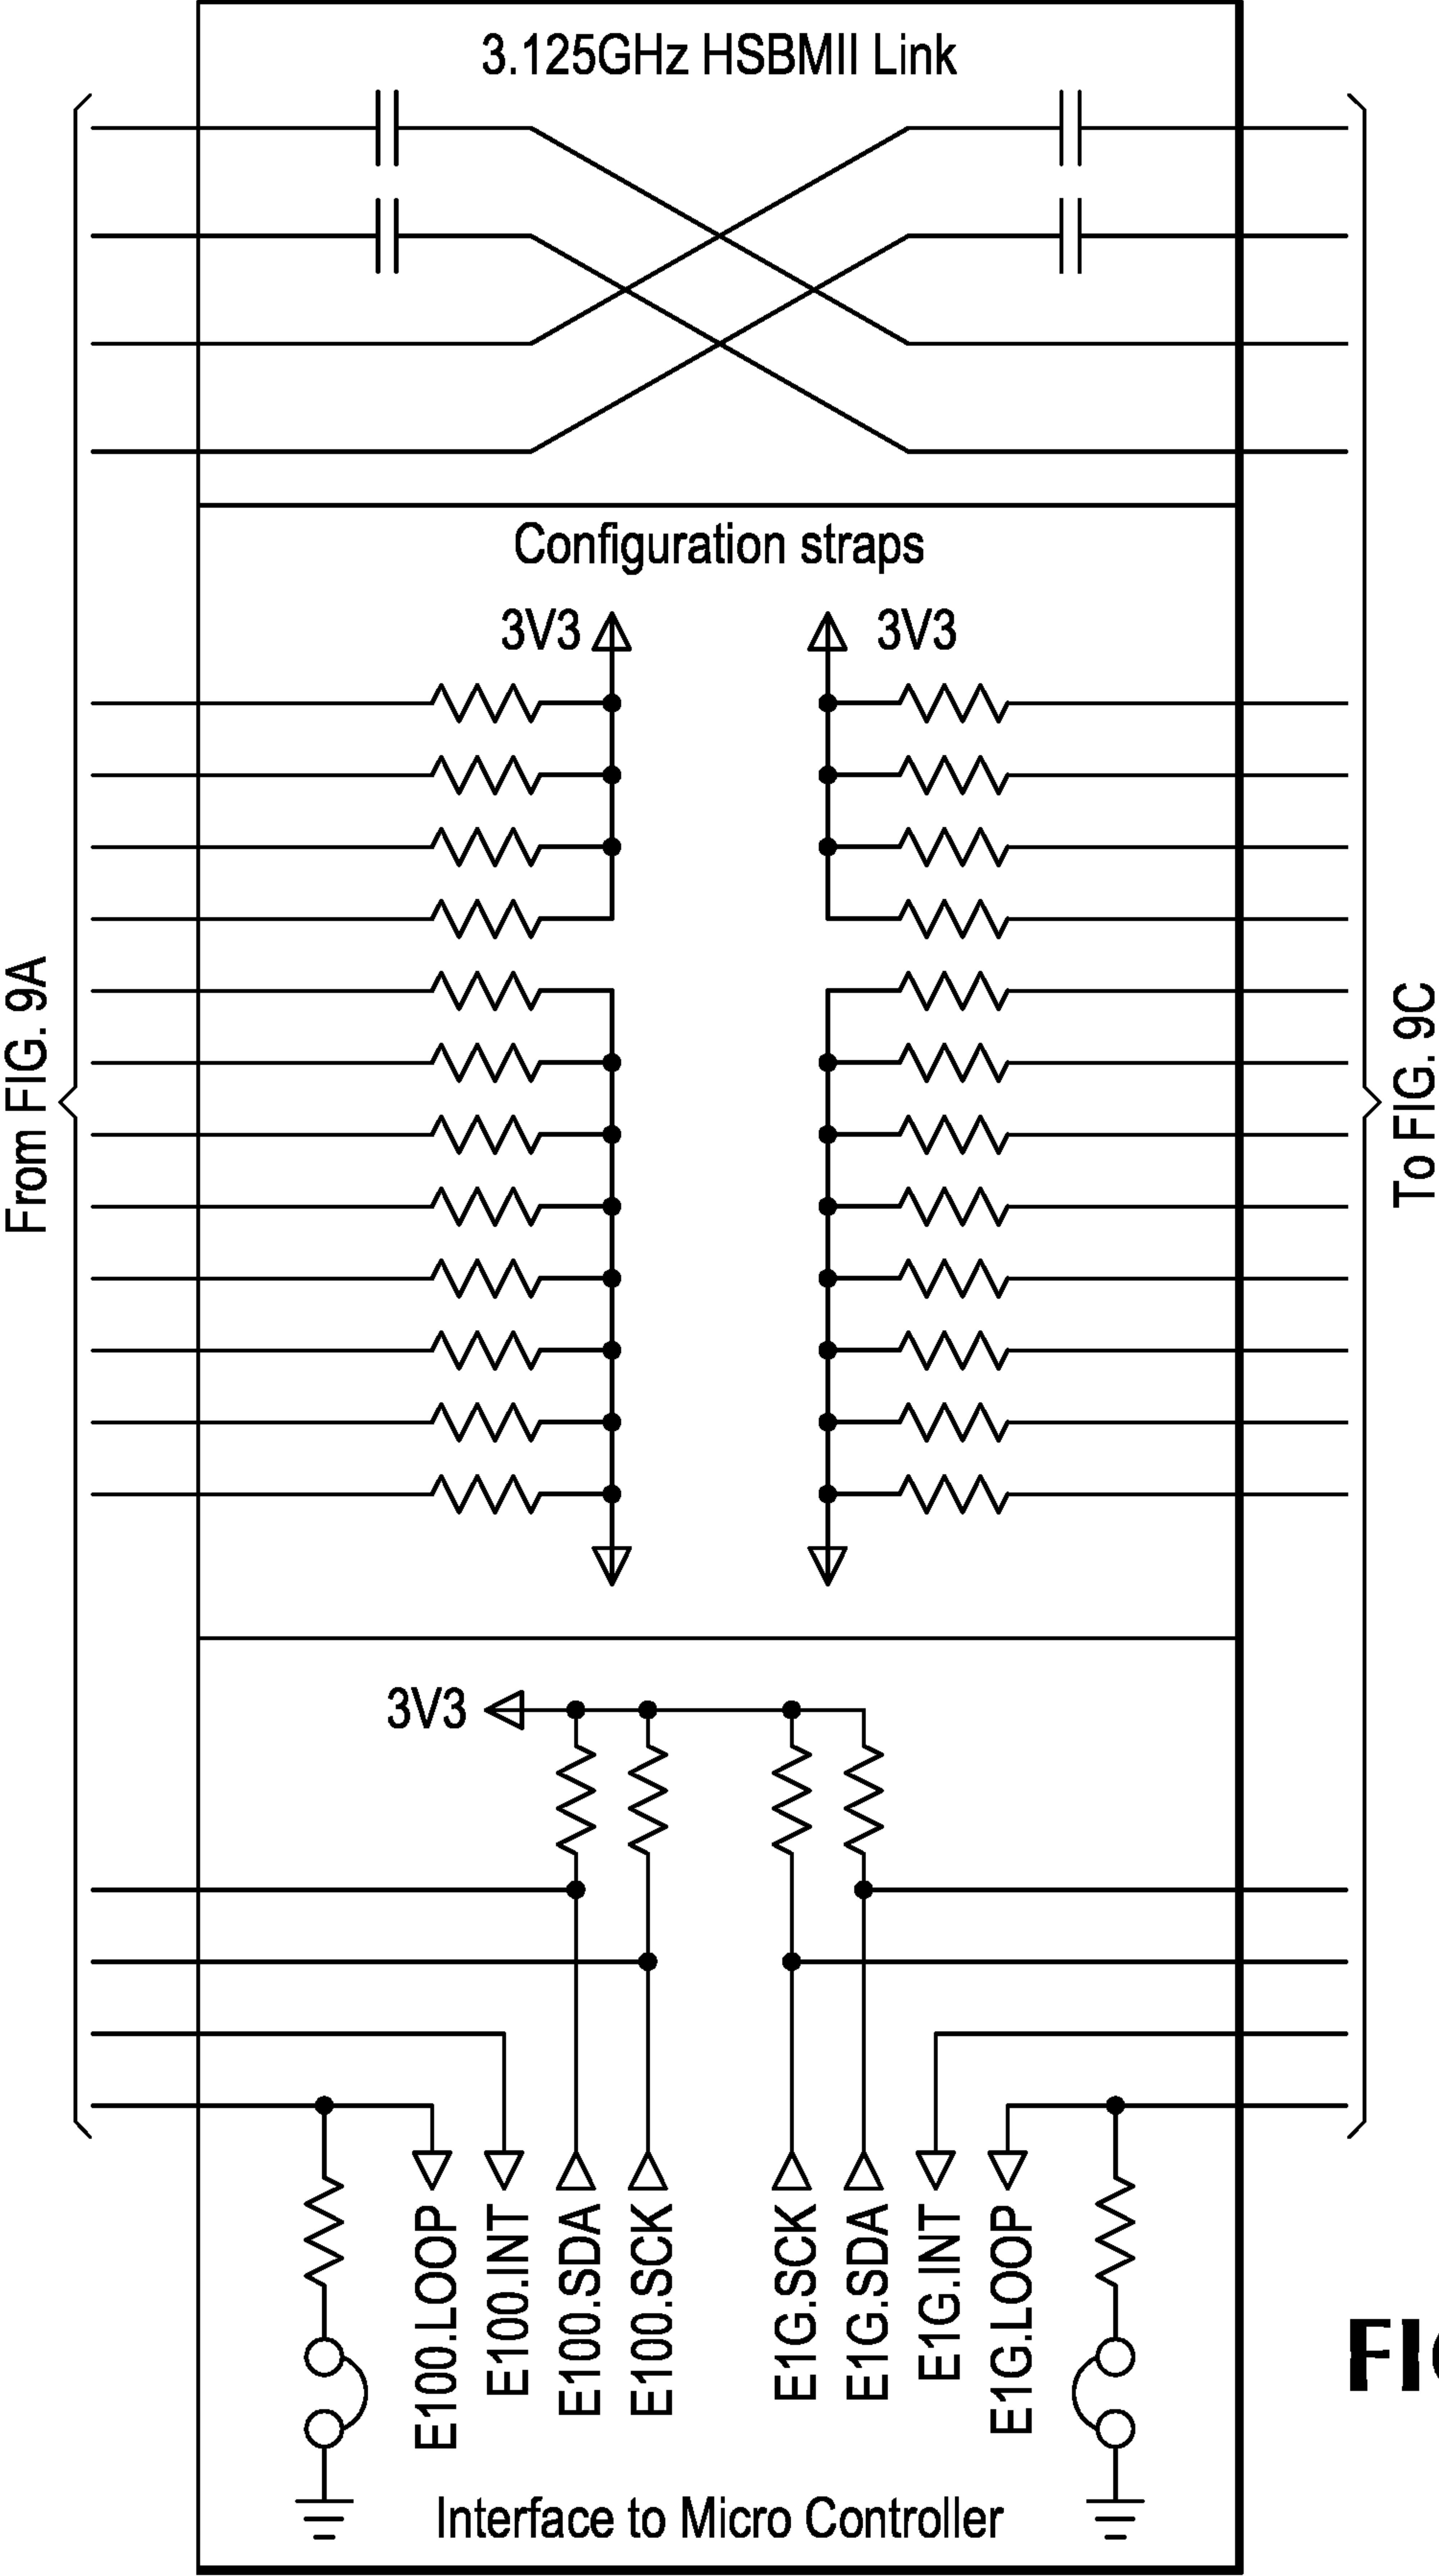 3.125GHz HSBMII Link
Configuration straps
3V3
3V3
From FIG. 9A
To FIG. 9C
3V3
E100.LOOP
E100.INT
E100.SDA
E100.SCK
E1G.SCK
E1G.SDA
E1G.INT
E1G.LOOP
Interface to Micro Controller